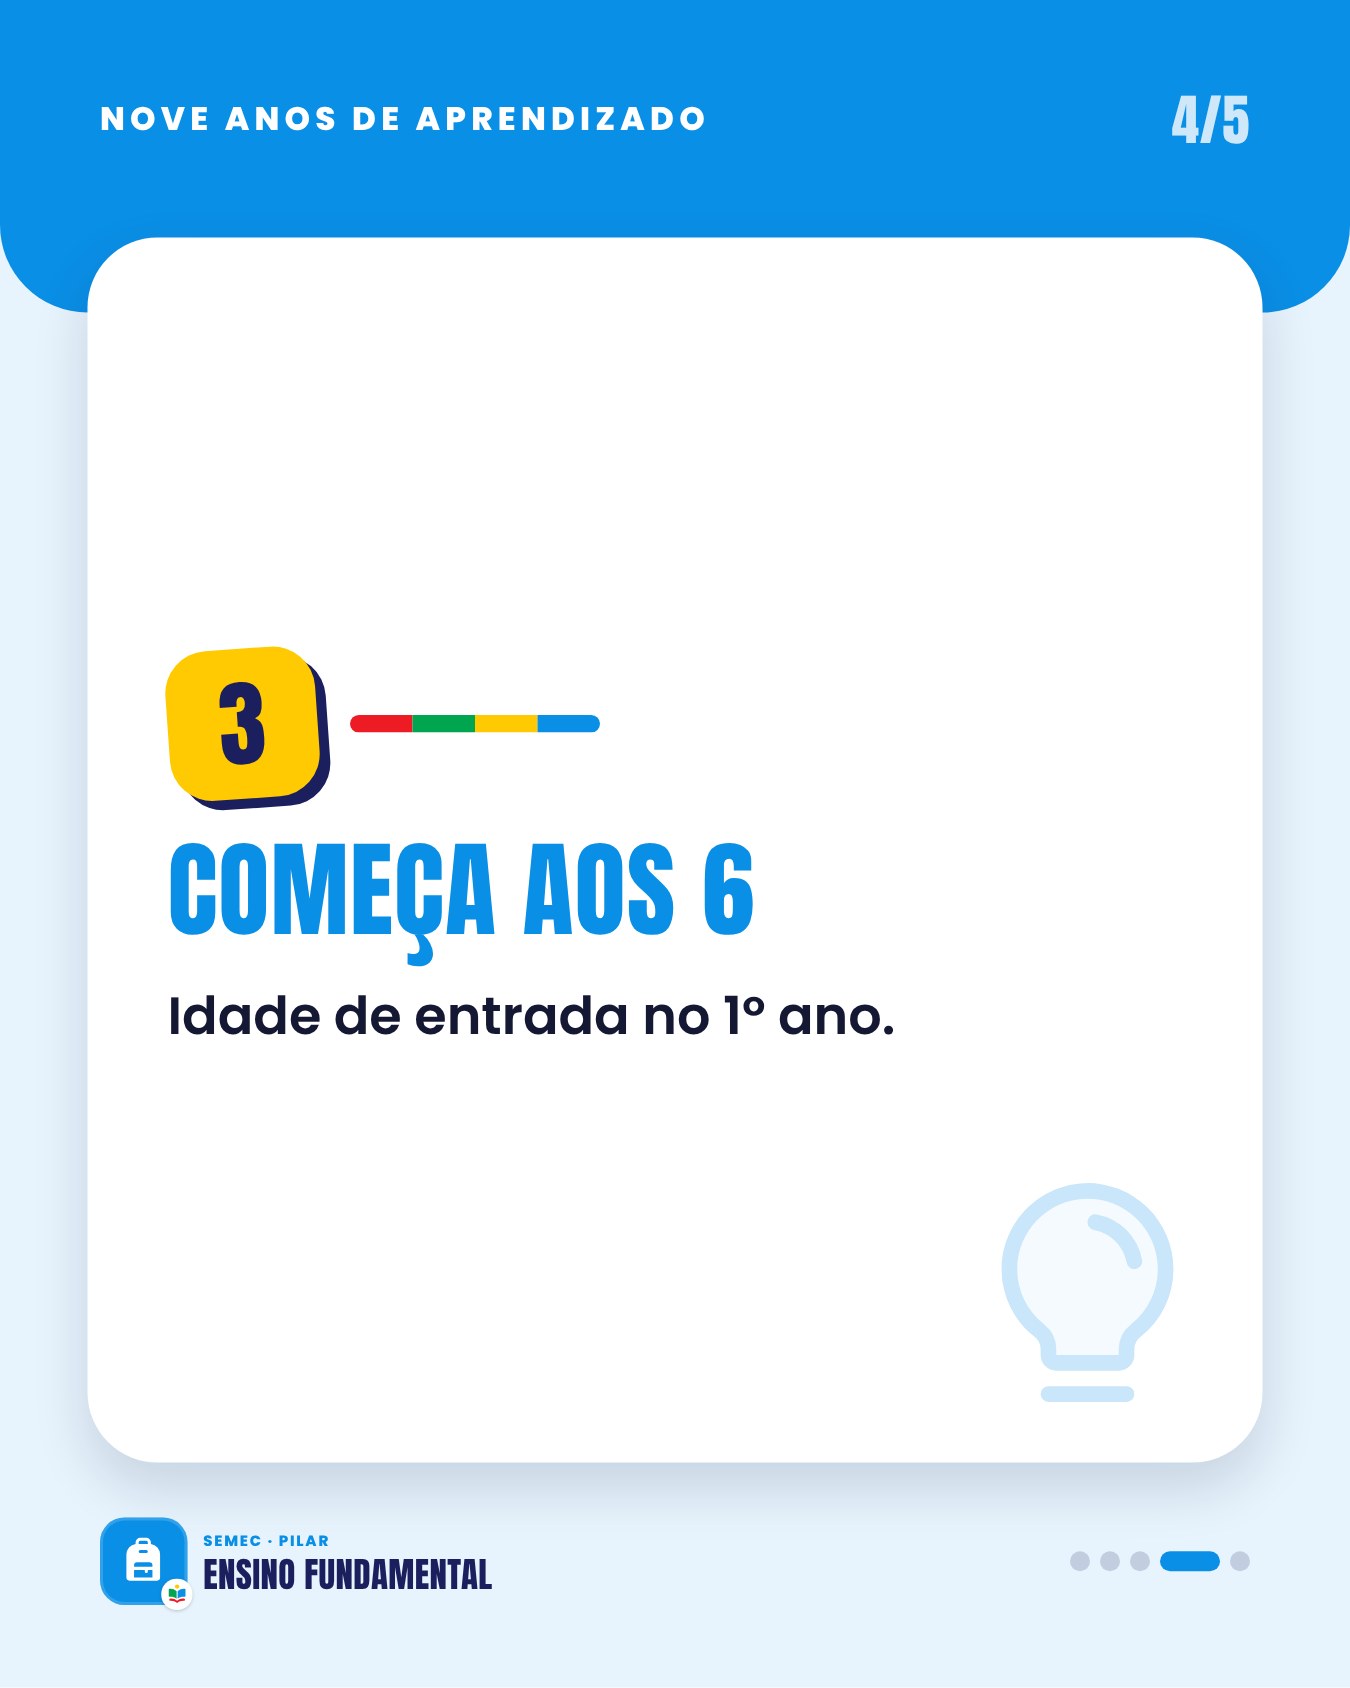 NOVE ANOS DE APRENDIZADO
4/5
3
COMEÇA AOS 6
Idade de entrada no 1º ano.
SEMEC · PILAR
ENSINO FUNDAMENTAL